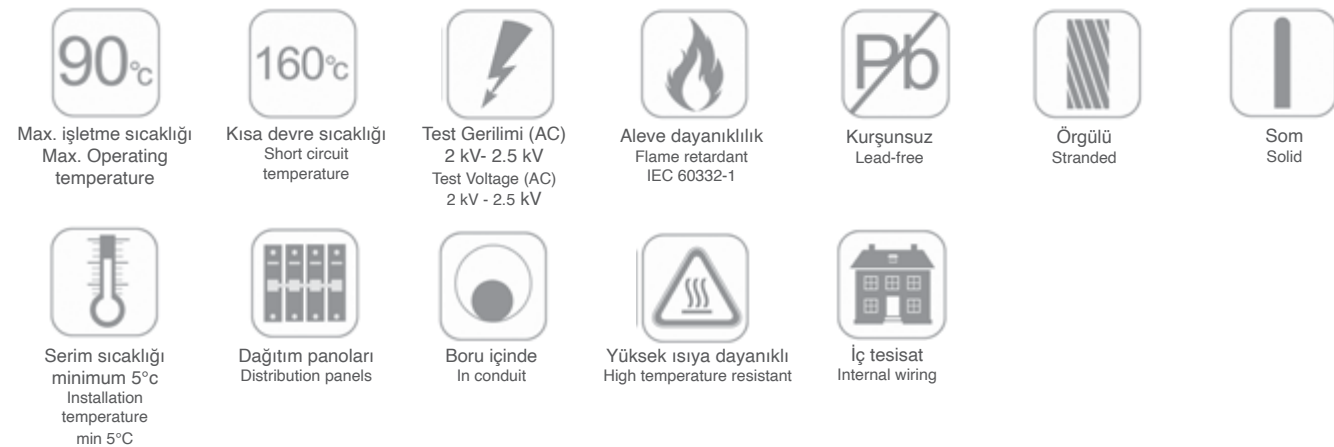 90°C
Max. işletme sıcaklığı
Max. Operating
temperature
160°C
Kısa devre sıcaklığı
Short circuit
temperature
Test Gerilimi (AC)
2 kV- 2.5 kV
Test Voltage (AC)
2 kV - 2.5 kV
Aleve dayanıklılık
Flame retardant
IEC 60332-1
Pb
Kurşunsuz
Lead-free
Örgülü
Stranded
Som
Solid
Serim sıcaklığı
minimum 5°c
Installation
temperature
min 5°C
Dağıtım panoları
Distribution panels
Boru içinde
In conduit
Yüksek ısıya dayanıklı
High temperature resistant
İç tesisat
Internal wiring